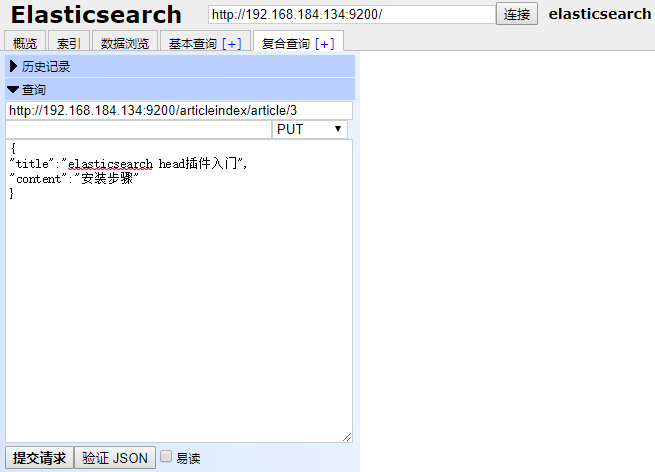 Elasticsearch http://192.168.184.134:9200/ 连接 elasticsearch
概览 索引 数据浏览 基本查询 [+] 复合查询 [+]
历史记录
查询
http://192.168.184.134:9200/articleindex/article/3
PUT
{
"title":"elasticsearch head插件入门",
"content":"安装步骤"
}
提交请求 验证 JSON 易读